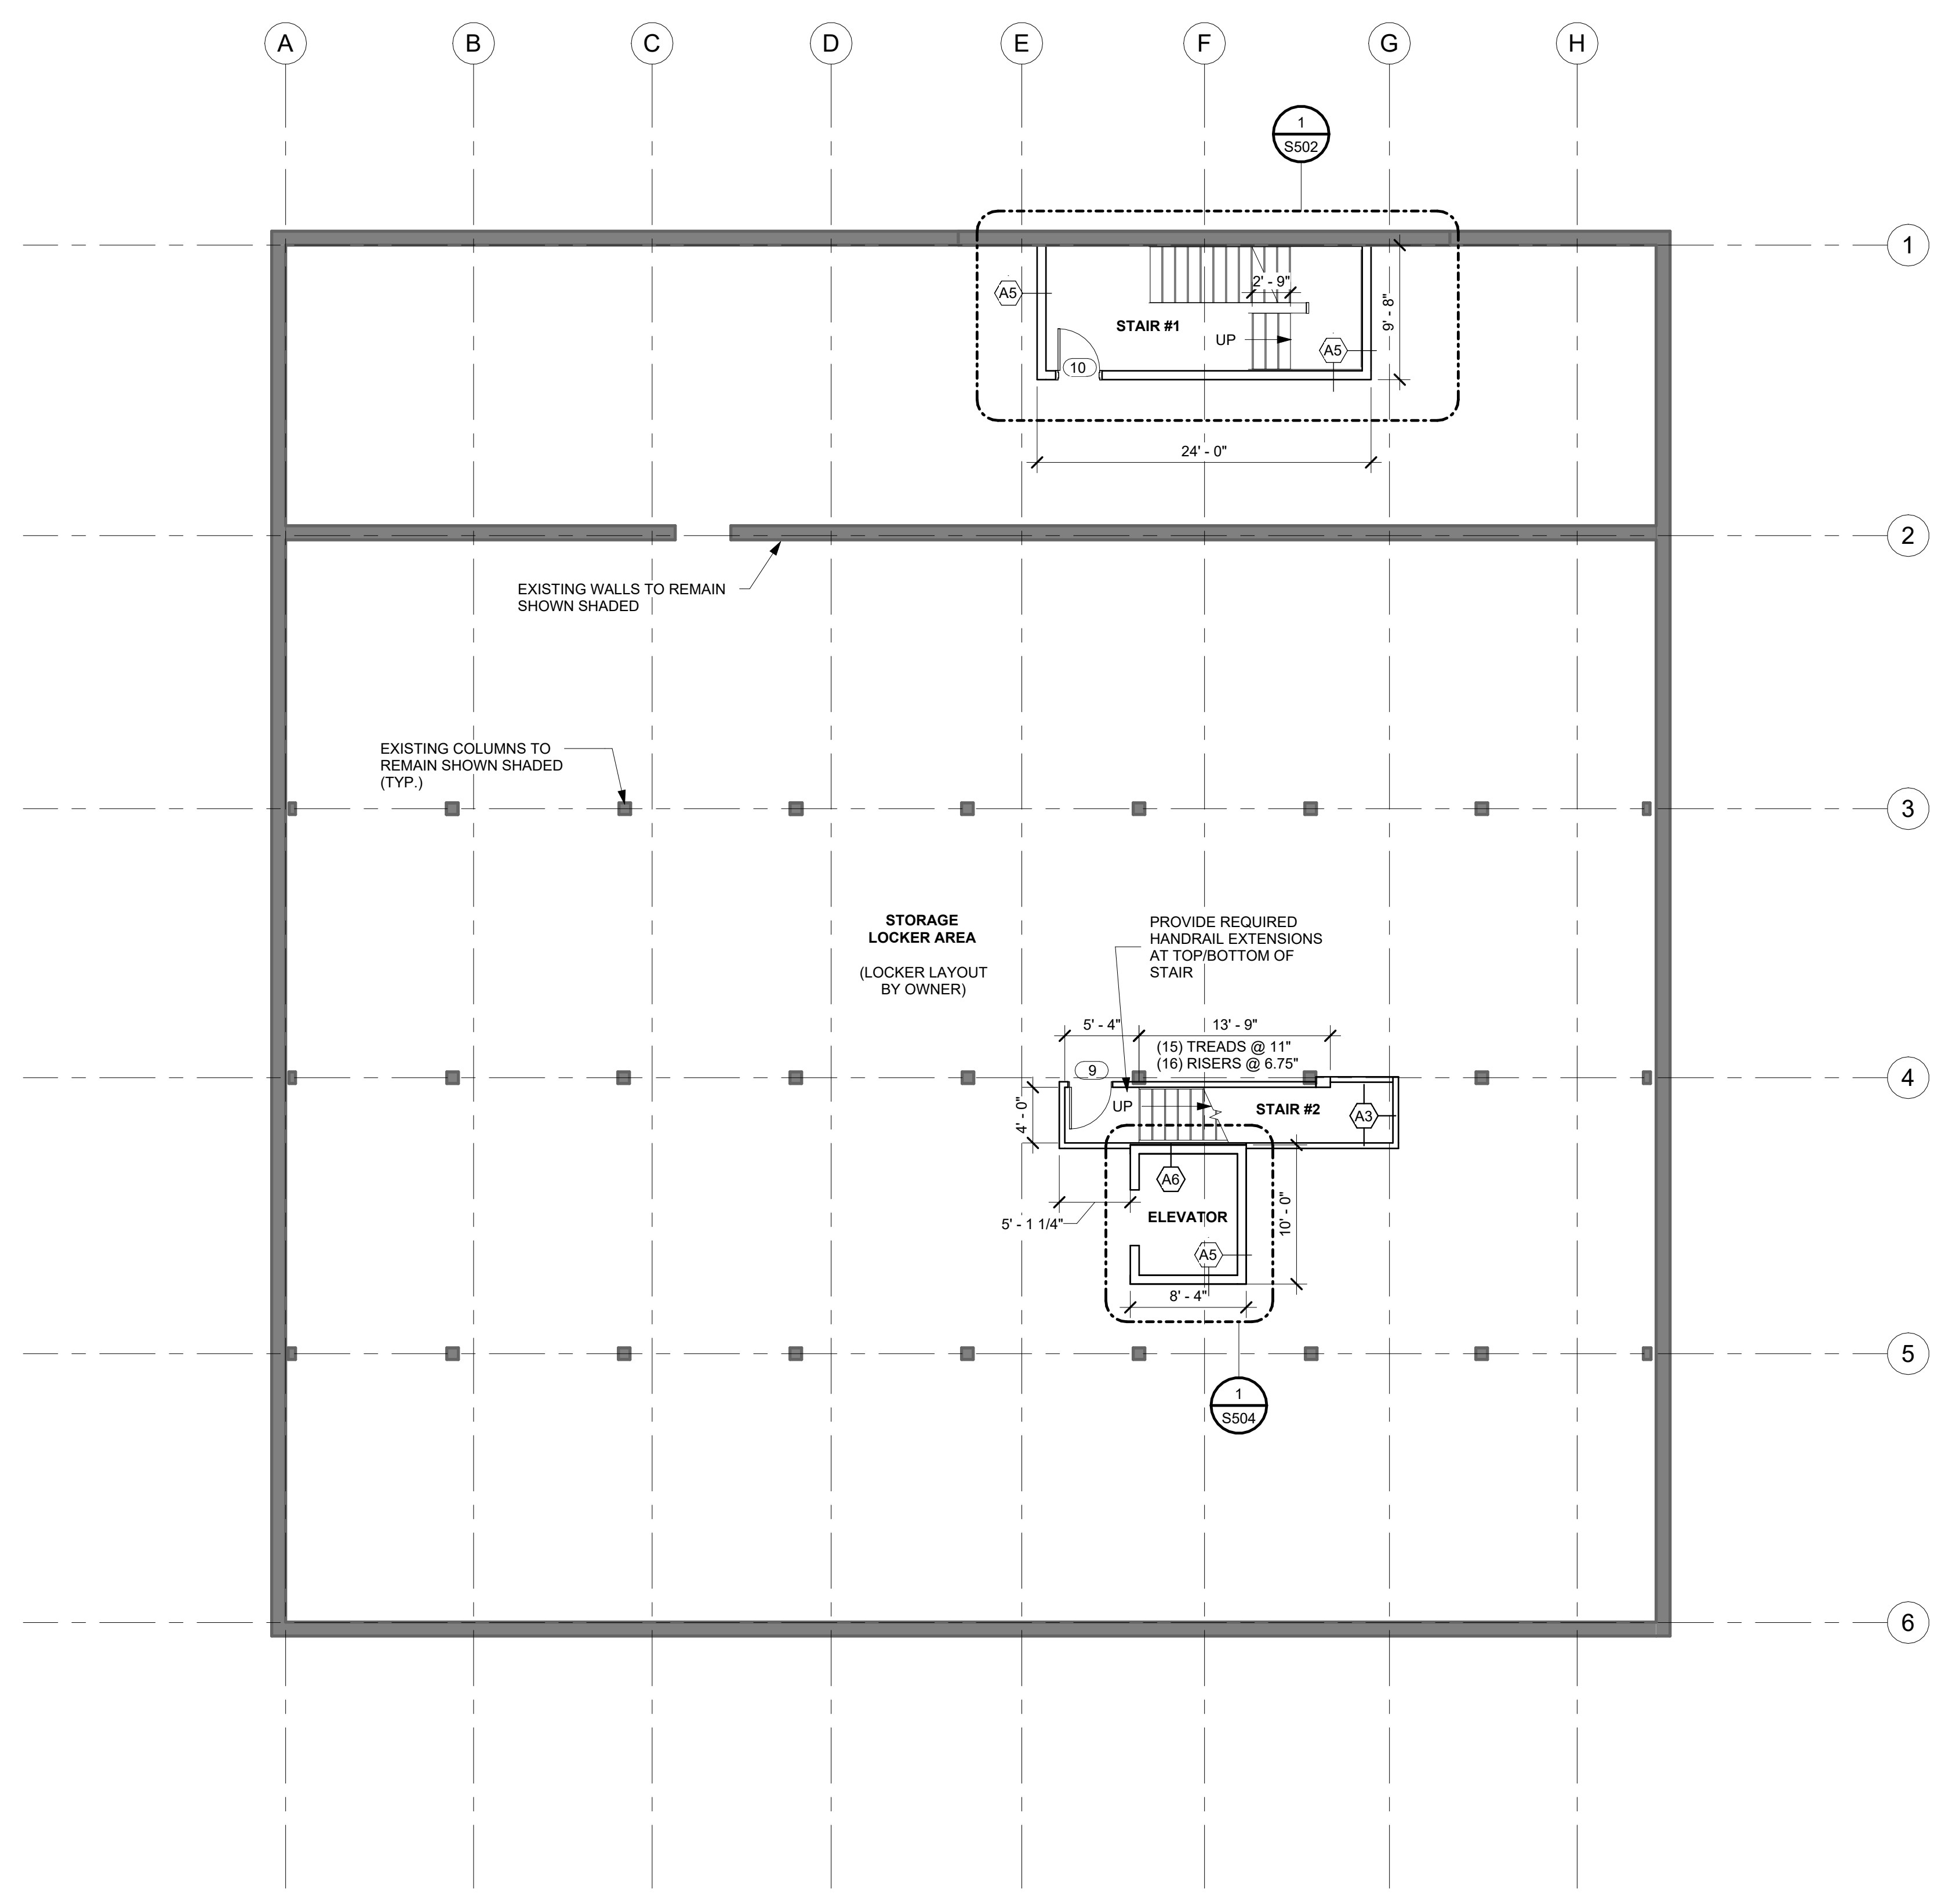 A
B
C
D
E
F
G
H
1
S502
1
2' - 9"
A5
9' - 8"
STAIR #1
UP
A5
10
24' - 0"
2
EXISTING WALLS TO REMAIN
SHOWN SHADED
EXISTING COLUMNS TO
REMAIN SHOWN SHADED
(TYP.)
3
STORAGE
LOCKER AREA
(LOCKER LAYOUT
BY OWNER)
PROVIDE REQUIRED
HANDRAIL EXTENSIONS
AT TOP/BOTTOM OF
STAIR
5' - 4"
13' - 9"
(15) TREADS @ 11"
(16) RISERS @ 6.75"
9
4
4' - 0"
UP
STAIR #2
A3
A6
5' - 1 1/4"
ELEVATOR
10' - 0"
A5
8' - 4"
5
1
S504
6